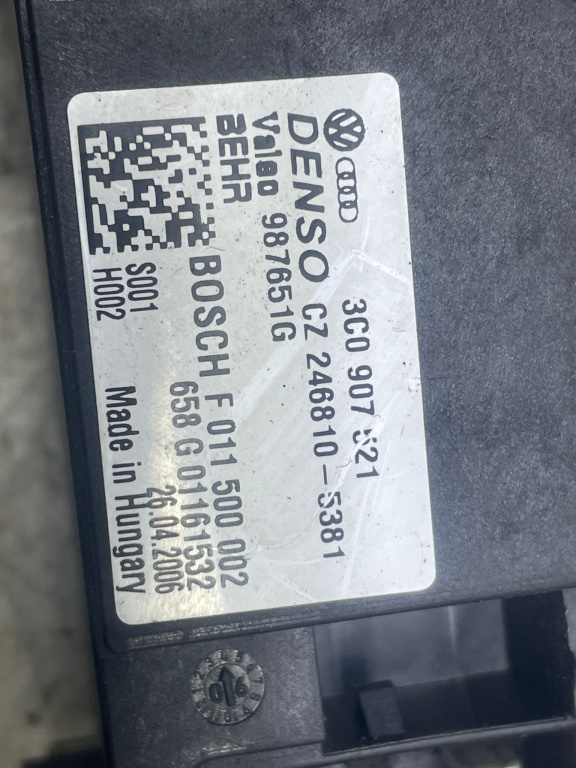 3C0 907 521
DENSO CZ 246810-5381
Valeo 987651G
BEHR
BOSCH F 011 500 002
658 G 01161532
S001 26.04.2006
H002 Made in Hungary